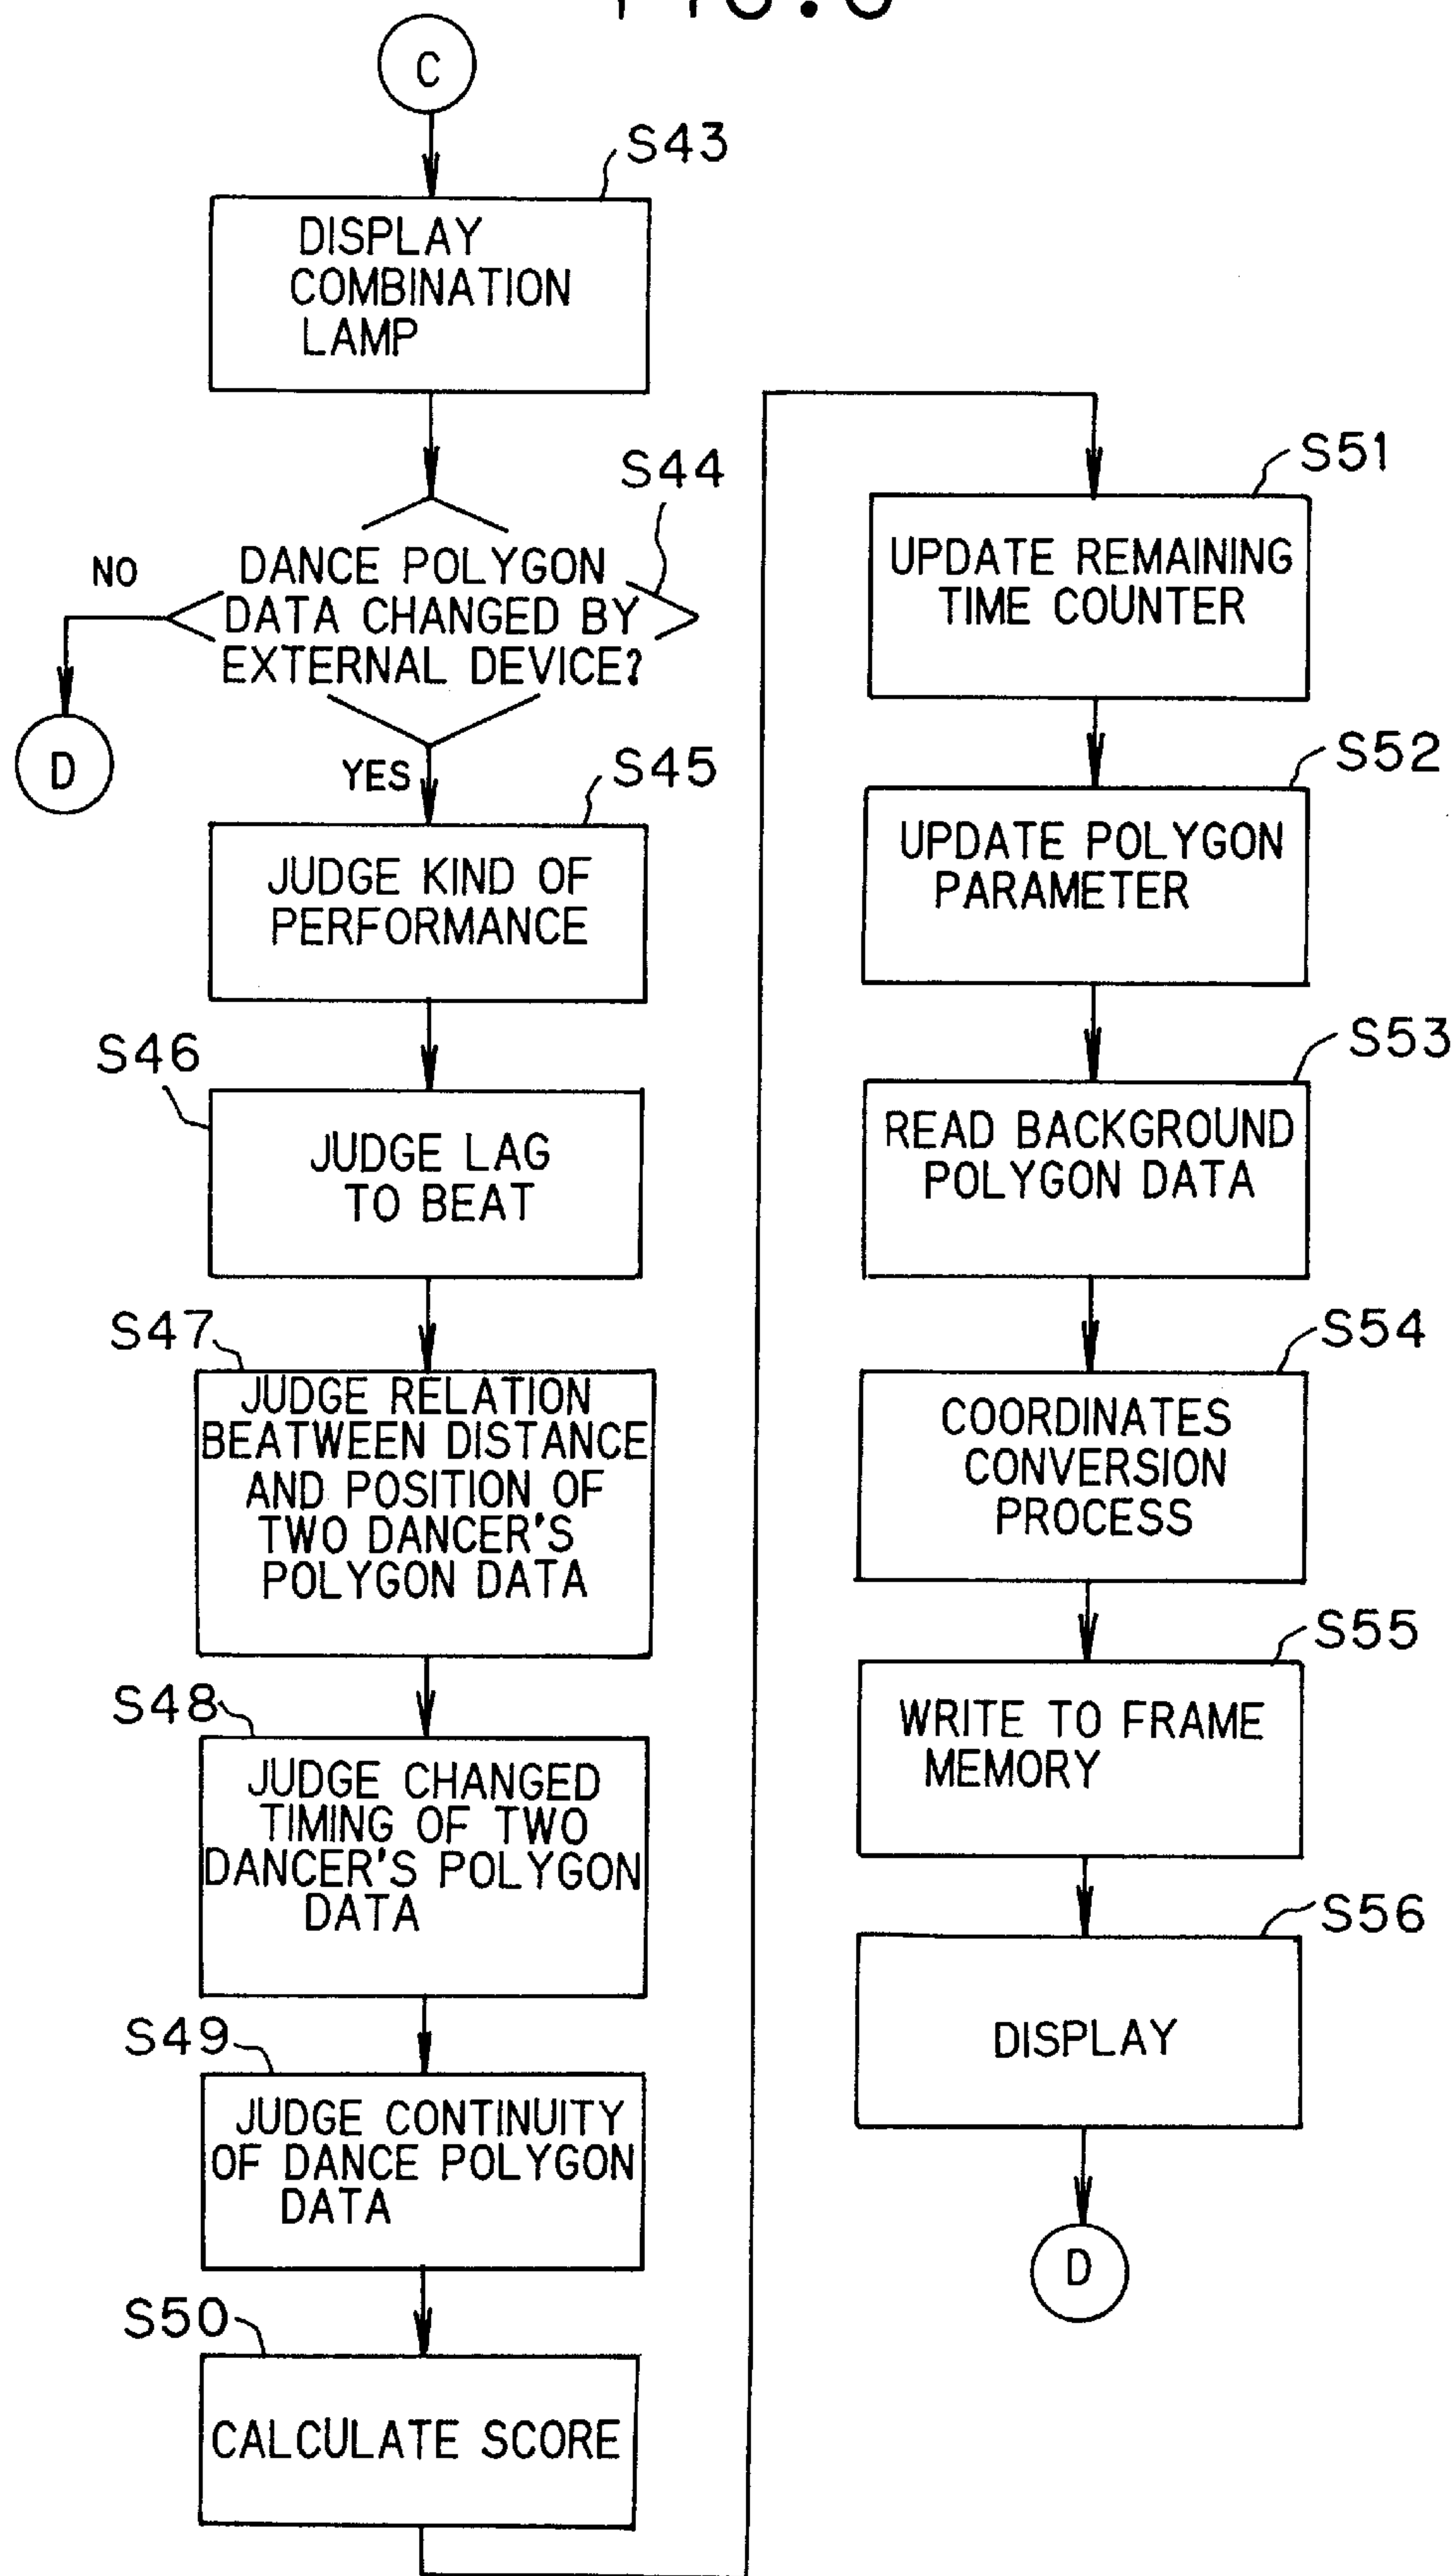 C
S43
DISPLAY
COMBINATION
LAMP
S44
NO
DANCE POLYGON
DATA CHANGED BY
EXTERNAL DEVICE?
D
YES
S45
JUDGE KIND OF
PERFORMANCE
S46
JUDGE LAG
TO BEAT
S47
JUDGE RELATION
BEATWEEN DISTANCE
AND POSITION OF
TWO DANCER'S
POLYGON DATA
S48
JUDGE CHANGED
TIMING OF TWO
DANCER'S POLYGON
DATA
S49
JUDGE CONTINUITY
OF DANCE POLYGON
DATA
S50
CALCULATE SCORE
S51
UPDATE REMAINING
TIME COUNTER
S52
UPDATE POLYGON
PARAMETER
S53
READ BACKGROUND
POLYGON DATA
S54
COORDINATES
CONVERSION
PROCESS
S55
WRITE TO FRAME
MEMORY
S56
DISPLAY
D